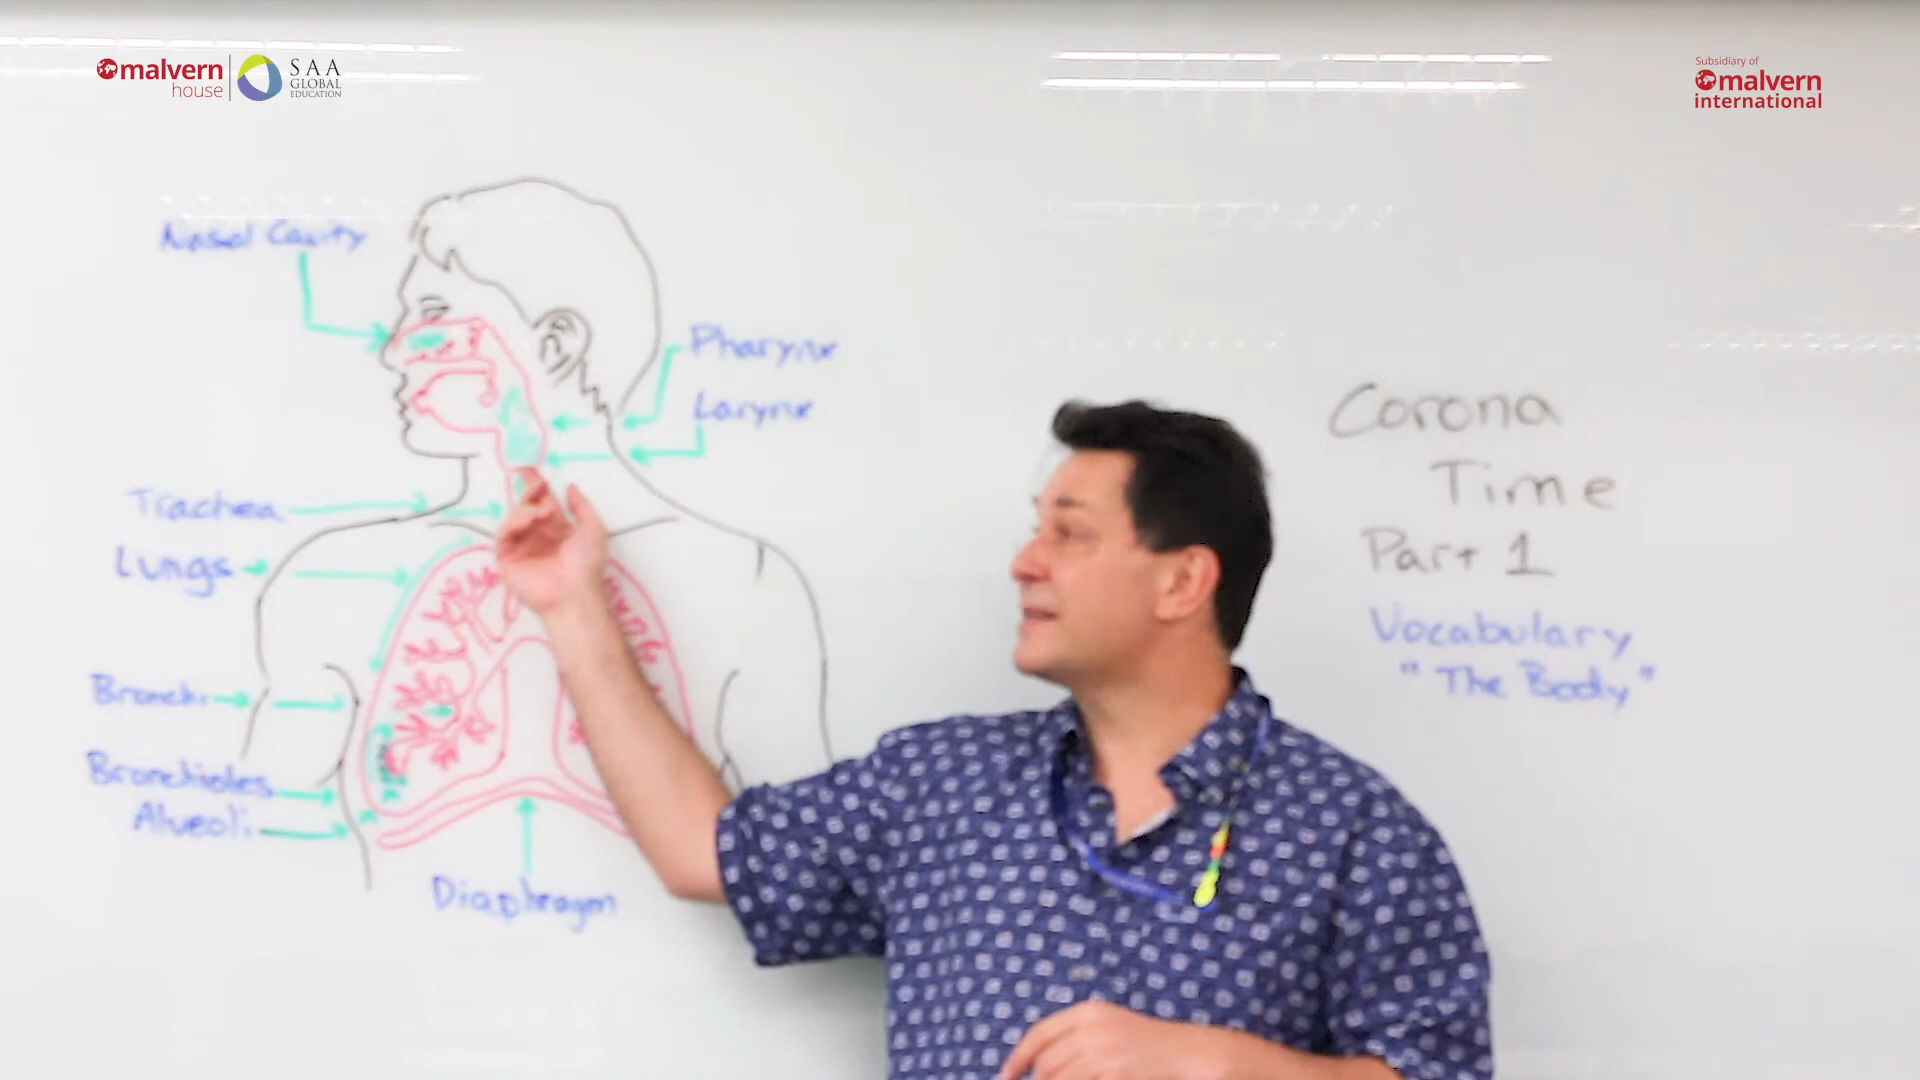 malvern
house
SAA
GLOBAL
EDUCATION
Subsidiary of
malvern
international
Nasal Cavity
Pharynx
Larynx
Trachea
Lungs
Bronchi
Bronchioles
Alveoli
Diaphragm
Corona
Time
Part 1
Vocabulary
"The Body"